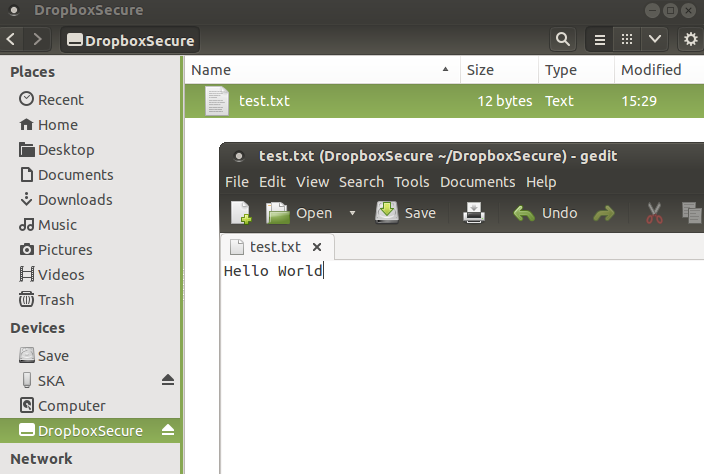 DropboxSecure
DropboxSecure
Places
Recent
Home
Desktop
Documents
Downloads
Music
Pictures
Videos
Trash
Devices
Save
SKA
Computer
DropboxSecure
Network
Name Size Type Modified
test.txt 12 bytes Text 15:29
test.txt (DropboxSecure ~/DropboxSecure) - gedit
File Edit View Search Tools Documents Help
Open Save Undo
test.txt
Hello World